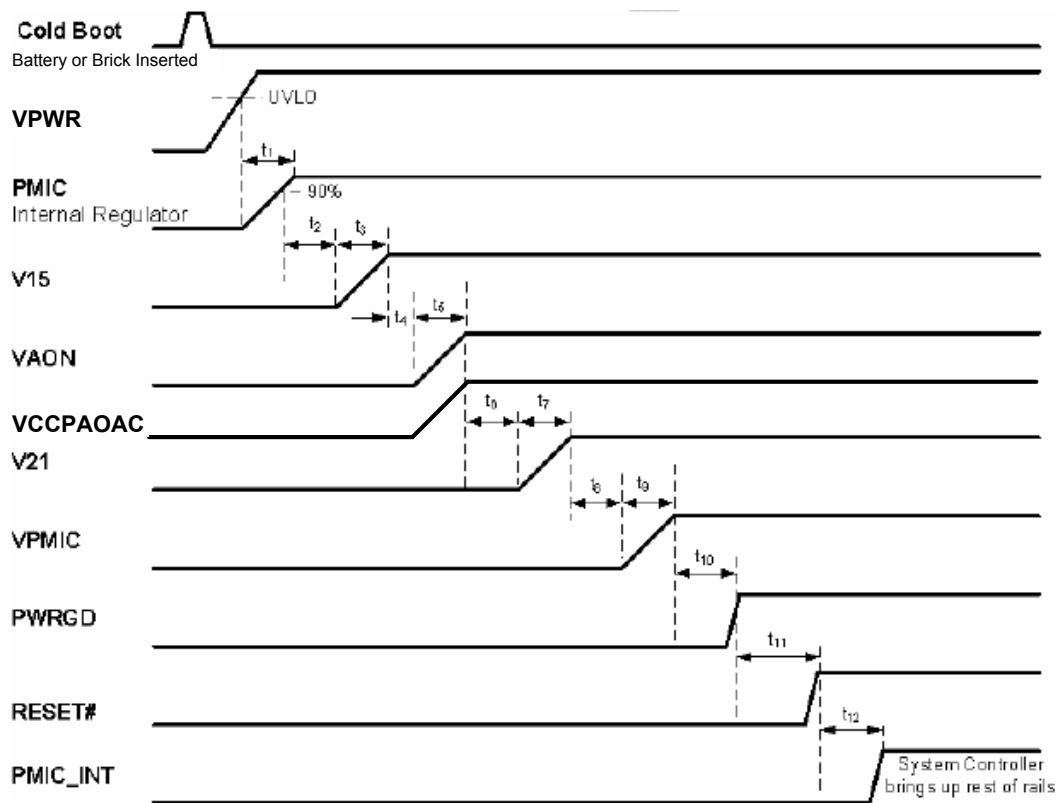 Cold Boot
Battery or Brick Inserted
UVLO
VPWR
t1
PMIC
90%
Internal Regulator
t2 t3
V15
t4 t5
VAON
VCCPAOAC
t6 t7
V21
t8 t9
VPMIC
t10
PWRGD
t11
RESET#
t12
PMIC_INT
System Controller
brings up rest of rails